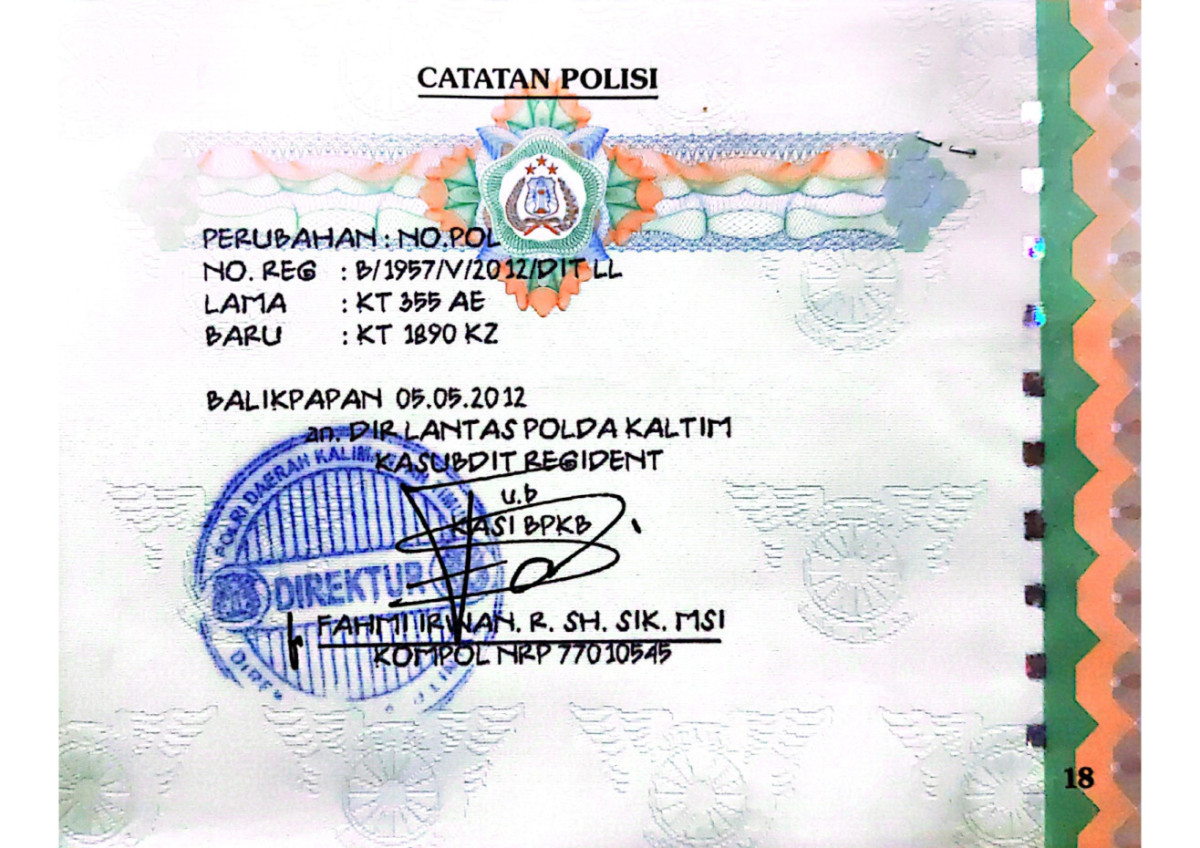 CATATAN POLISI
PERUBAHAN : NO.POL
NO. REG : B/1957/V/2012/DIT LL
LAMA : KT 355 AE
BARU : KT 1890 KZ
BALIKPAPAN 05.05.2012
an. DIR LANTAS POLDA KALTIM
KASUBDIT REGIDENT
u.b
KASI BPKB
POLRI DAERAH
DIREKTUR
FAHMI IRWAN. R. SH. SIK. MSI
KOMPOL NRP 77010545
18